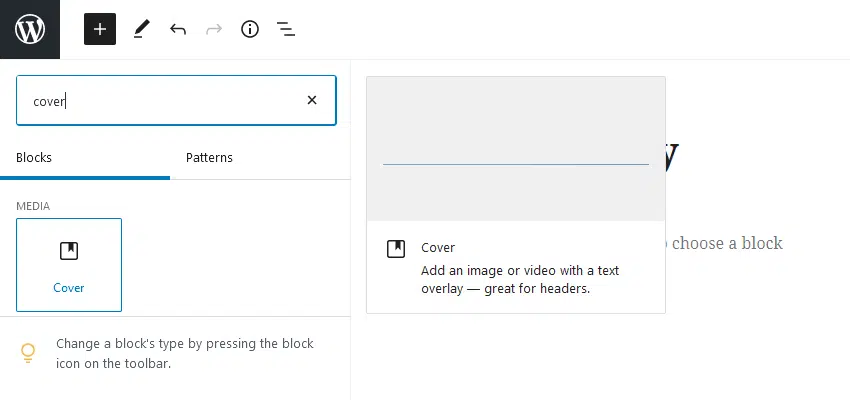 cover
Blocks Patterns
MEDIA
Cover
Change a block's type by pressing the block
icon on the toolbar.
Cover
Add an image or video with a text
overlay — great for headers.
y
choose a block